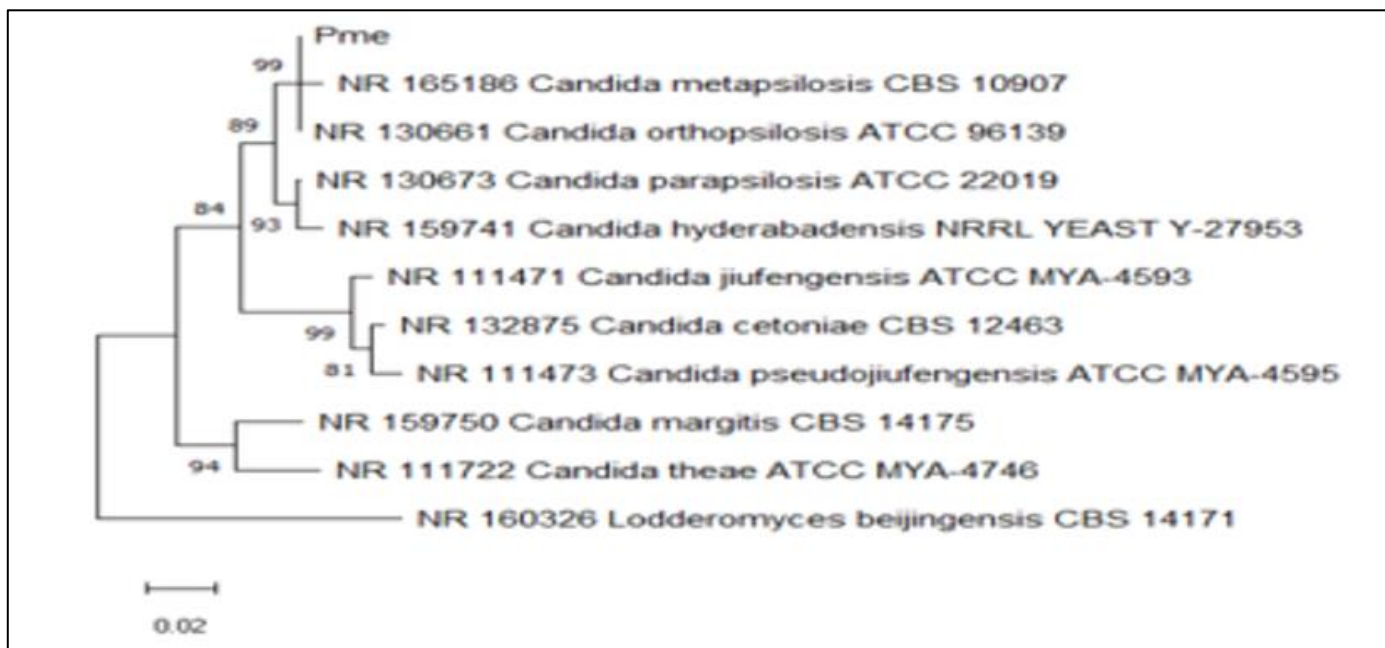 Pme
99
NR 165186 Candida metapsilosis CBS 10907
89
NR 130661 Candida orthopsilosis ATCC 96139
NR 130673 Candida parapsilosis ATCC 22019
84
93
NR 159741 Candida hyderabadensis NRRL YEAST Y-27953
NR 111471 Candida jiufengensis ATCC MYA-4593
99
NR 132875 Candida cetoniae CBS 12463
81
NR 111473 Candida pseudojiufengensis ATCC MYA-4595
NR 159750 Candida margitis CBS 14175
94
NR 111722 Candida theae ATCC MYA-4746
NR 160326 Lodderomyces beijingensis CBS 14171
0.02